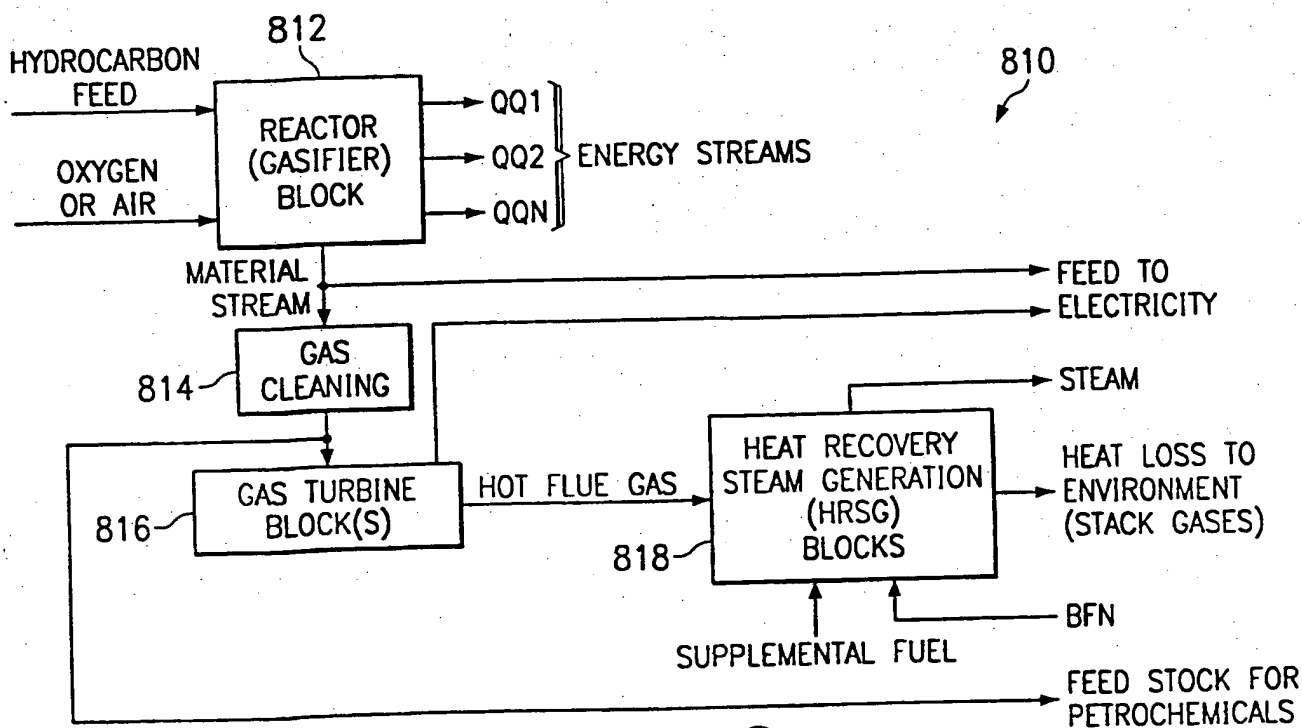 812
HYDROCARBON
FEED
810
REACTOR
(GASIFIER)
BLOCK
QQ1
QQ2
QQN
ENERGY STREAMS
OXYGEN
OR AIR
MATERIAL
STREAM
FEED TO
ELECTRICITY
GAS
CLEANING
814
STEAM
HEAT RECOVERY
STEAM GENERATION
(HRSG)
BLOCKS
HEAT LOSS TO
ENVIRONMENT
(STACK GASES)
GAS TURBINE
BLOCK(S)
HOT FLUE GAS
816
818
BFN
SUPPLEMENTAL FUEL
FEED STOCK FOR
PETROCHEMICALS